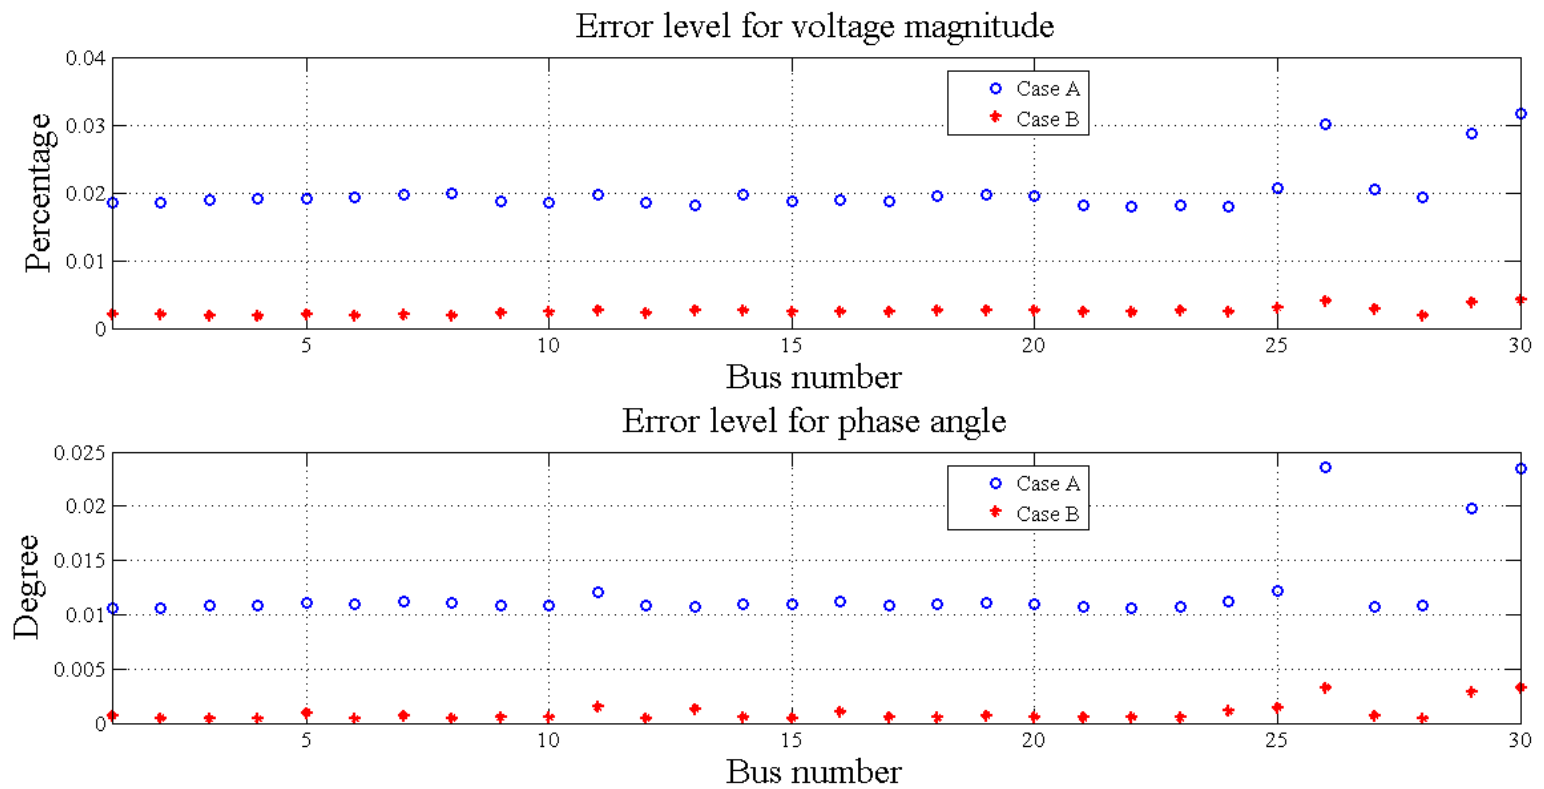 Error level for voltage magnitude
0.04
0.03
0.02
0.01
0
Percentage
Case A
Case B
5 10 15 20 25 30
Bus number
Error level for phase angle
0.025
0.02
0.015
0.01
0.005
0
Degree
Case A
Case B
5 10 15 20 25 30
Bus number